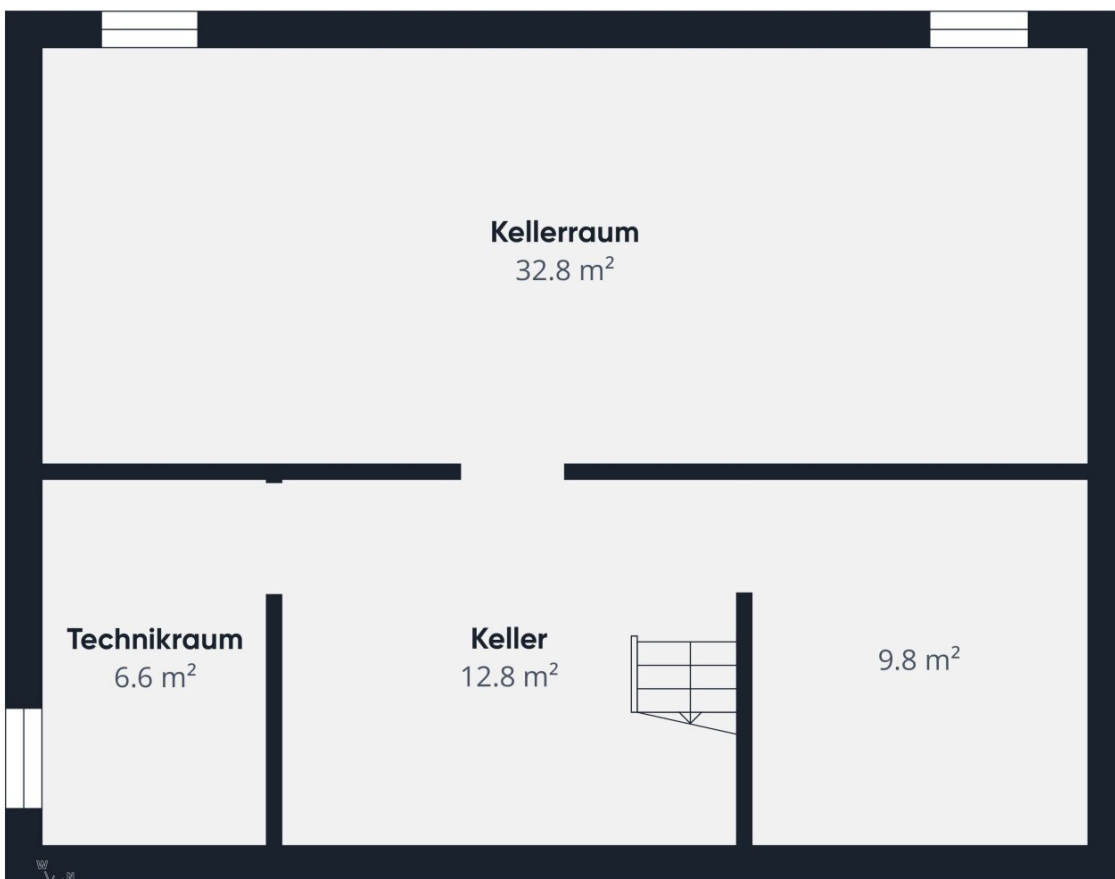 Kellerraum
32.8 m²
Technikraum
6.6 m²
Keller
12.8 m²
9.8 m²
W
N